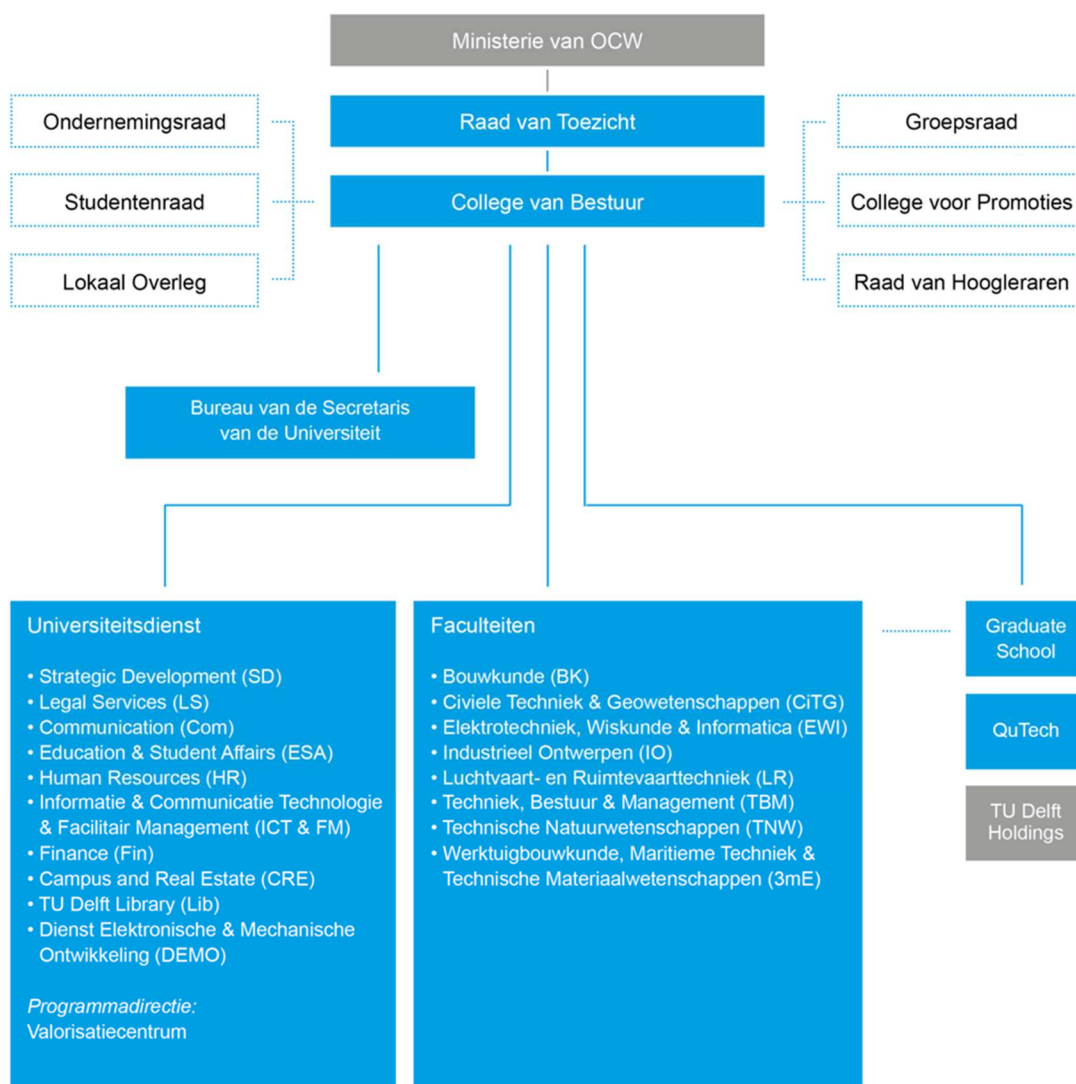 Ministerie van OCW
Ondernemingsraad
Raad van Toezicht
Groepsraad
Studentenraad
College van Bestuur
College voor Promoties
Lokaal Overleg
Raad van Hoogleraren
Bureau van de Secretaris
van de Universiteit
Universiteitsdienst
• Strategic Development (SD)
• Legal Services (LS)
• Communication (Com)
• Education & Student Affairs (ESA)
• Human Resources (HR)
• Informatie & Communicatie Technologie
& Facilitair Management (ICT & FM)
• Finance (Fin)
• Campus and Real Estate (CRE)
• TU Delft Library (Lib)
• Dienst Elektronische & Mechanische
Ontwikkeling (DEMO)
Programmadirectie:
Valorisatiecentrum
Faculteiten
• Bouwkunde (BK)
• Civiele Techniek & Geowetenschappen (CiTG)
• Elektrotechniek, Wiskunde & Informatica (EWI)
• Industrieel Ontwerpen (IO)
• Luchtvaart- en Ruimtevaarttechniek (LR)
• Techniek, Bestuur & Management (TBM)
• Technische Natuurwetenschappen (TNW)
• Werktuigbouwkunde, Maritieme Techniek &
Technische Materiaalwetenschappen (3mE)
Graduate
School
QuTech
TU Delft
Holdings